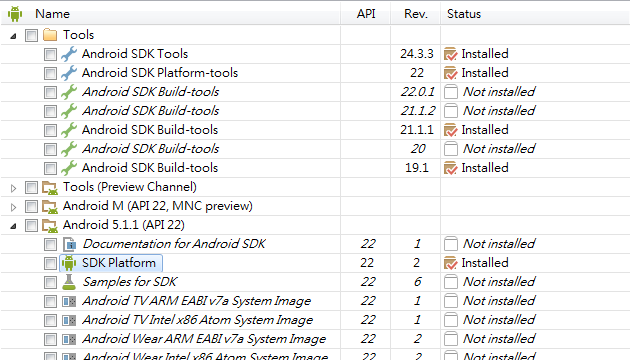 Name API Rev. Status
Tools
Android SDK Tools 24.3.3 Installed
Android SDK Platform-tools 22 Installed
Android SDK Build-tools 22.0.1 Not installed
Android SDK Build-tools 21.1.2 Not installed
Android SDK Build-tools 21.1.1 Installed
Android SDK Build-tools 20 Not installed
Android SDK Build-tools 19.1 Installed
Tools (Preview Channel)
Android M (API 22, MNC preview)
Android 5.1.1 (API 22)
Documentation for Android SDK 22 1 Not installed
SDK Platform 22 2 Installed
Samples for SDK 22 6 Not installed
Android TV ARM EABI v7a System Image 22 1 Not installed
Android TV Intel x86 Atom System Image 22 1 Not installed
Android Wear ARM EABI v7a System Image 22 2 Not installed
Android Wear Intel x86 Atom System Image 22 2 Not installed